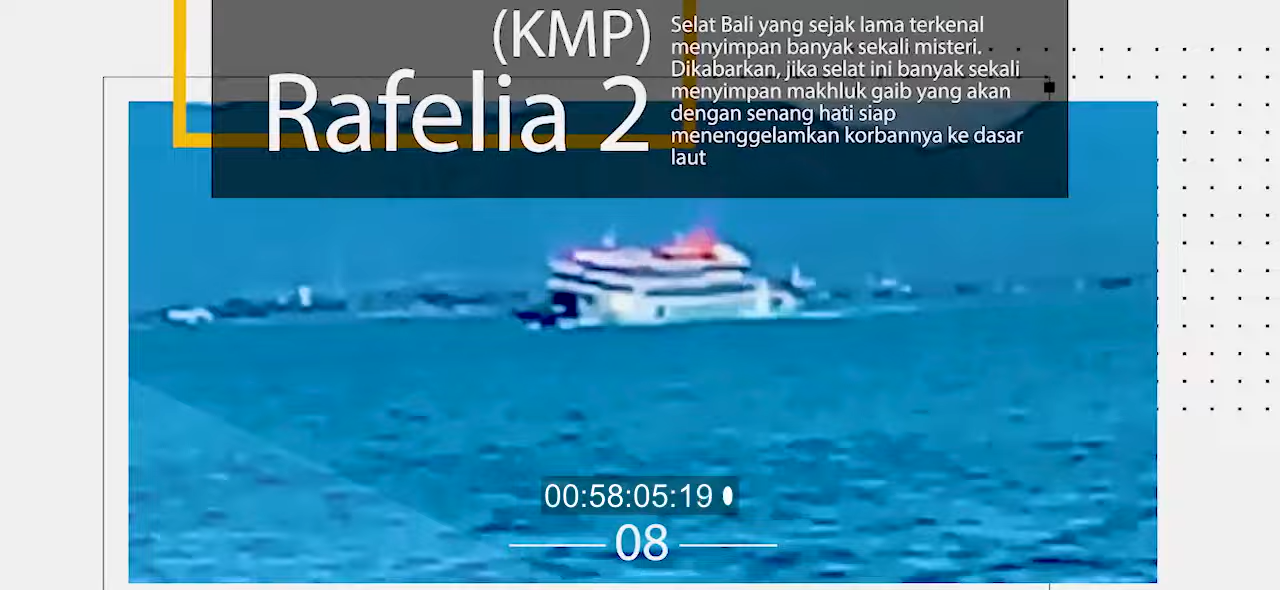 (KMP)
Rafelia 2
Selat Bali yang sejak lama terkenal
menyimpan banyak sekali misteri.
Dikabarkan, jika selat ini banyak sekali
menyimpan makhluk gaib yang akan
dengan senang hati siap
menenggelamkan korbannya ke dasar
laut
00:58:05:19
08